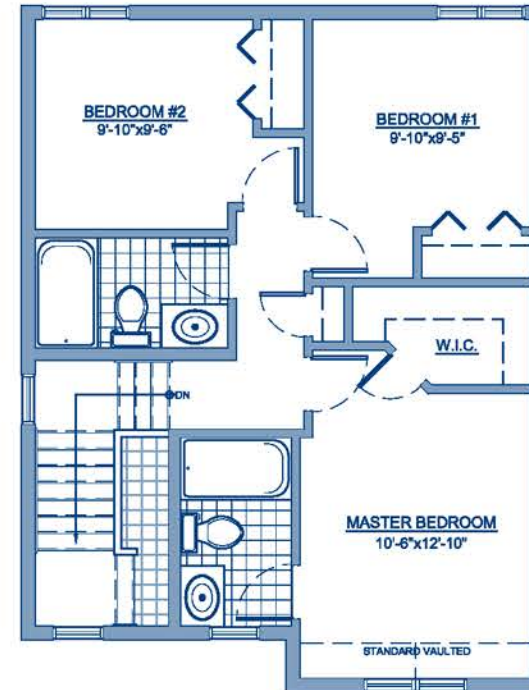 BEDROOM #2
9'-10"x9'-6"
BEDROOM #1
9'-10"x9'-5"
W.I.C.
DN
MASTER BEDROOM
10'-6"x12'-10"
STANDARD VAULTED